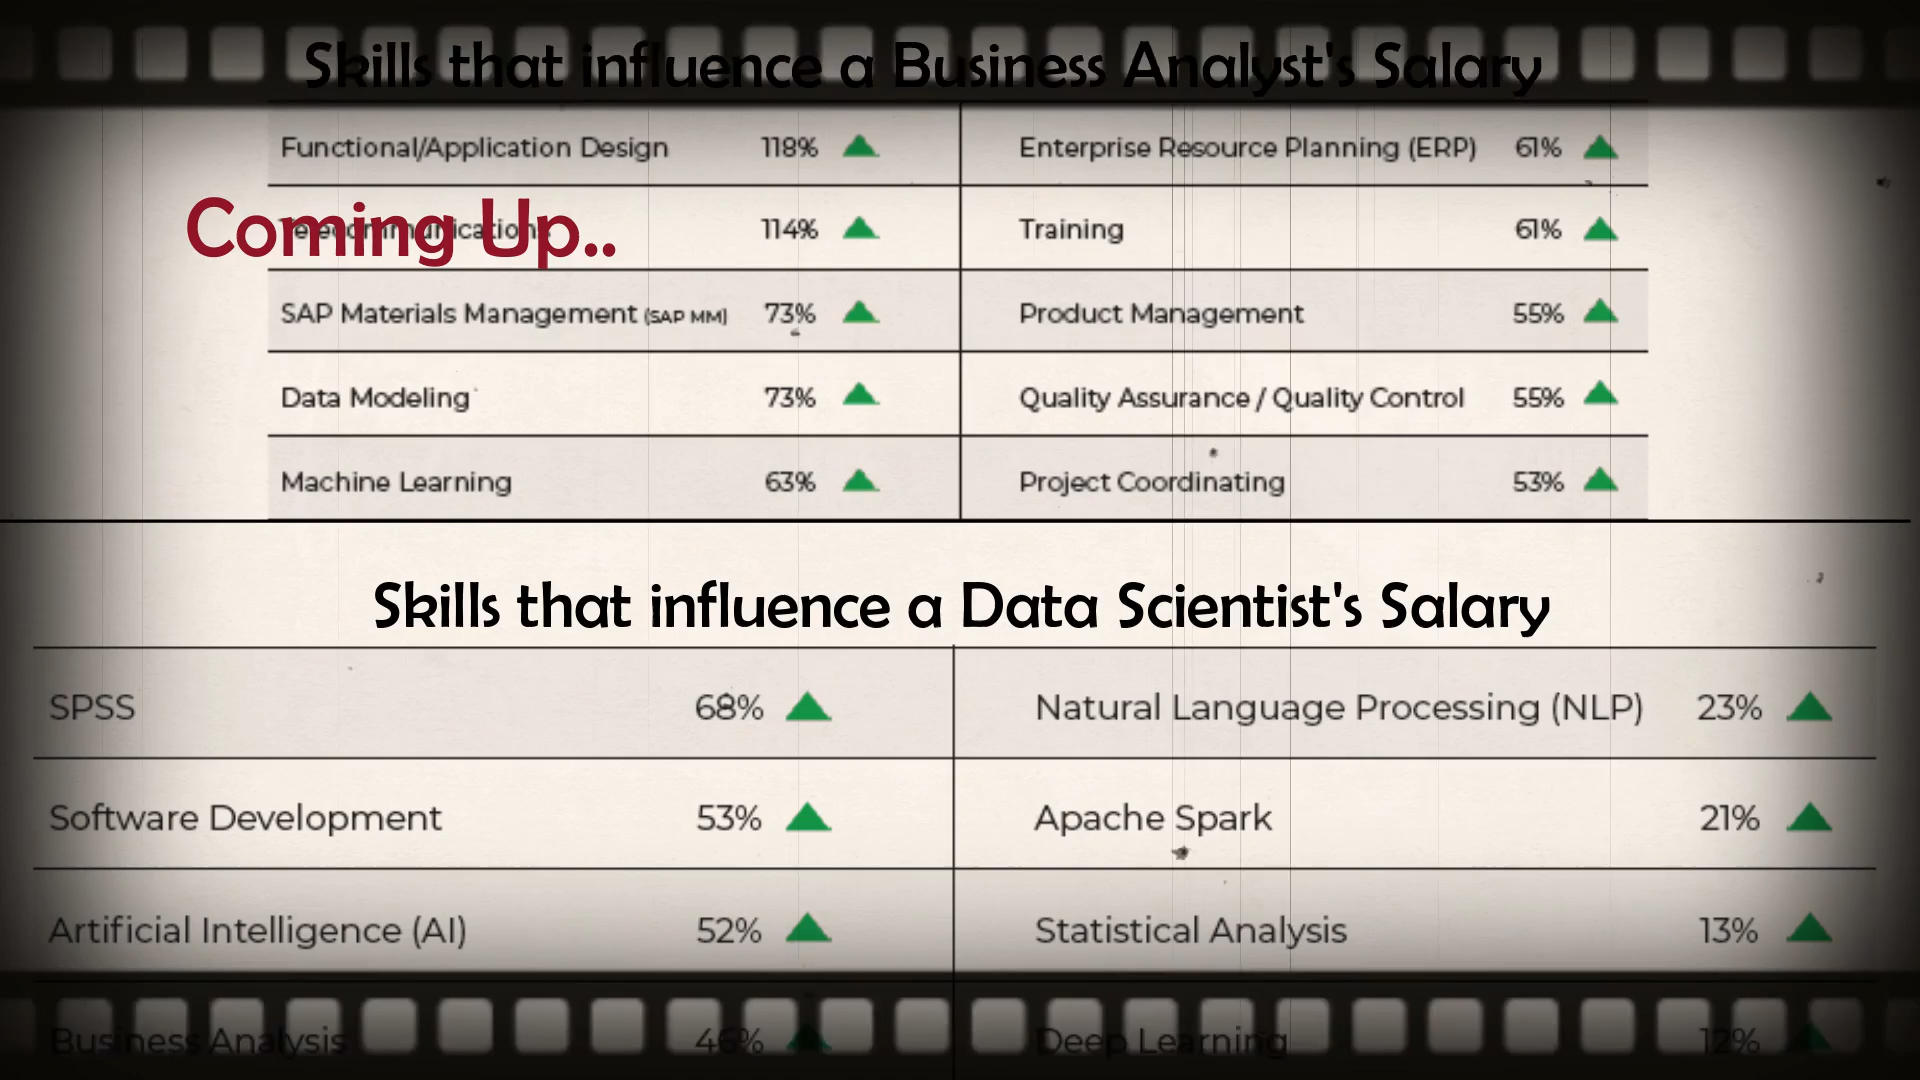 Skills that influence a Business Analyst's Salary
Functional/Application Design 118% Enterprise Resource Planning (ERP) 61%
Coming Up..
Telecommunications 114% Training 61%
SAP Materials Management (SAP MM) 73% Product Management 55%
Data Modeling 73% Quality Assurance / Quality Control 55%
Machine Learning 63% Project Coordinating 53%
Skills that influence a Data Scientist's Salary
SPSS 68% Natural Language Processing (NLP) 23%
Software Development 53% Apache Spark 21%
Artificial Intelligence (AI) 52% Statistical Analysis 13%
Business Analysis 46% Deep Learning 12%